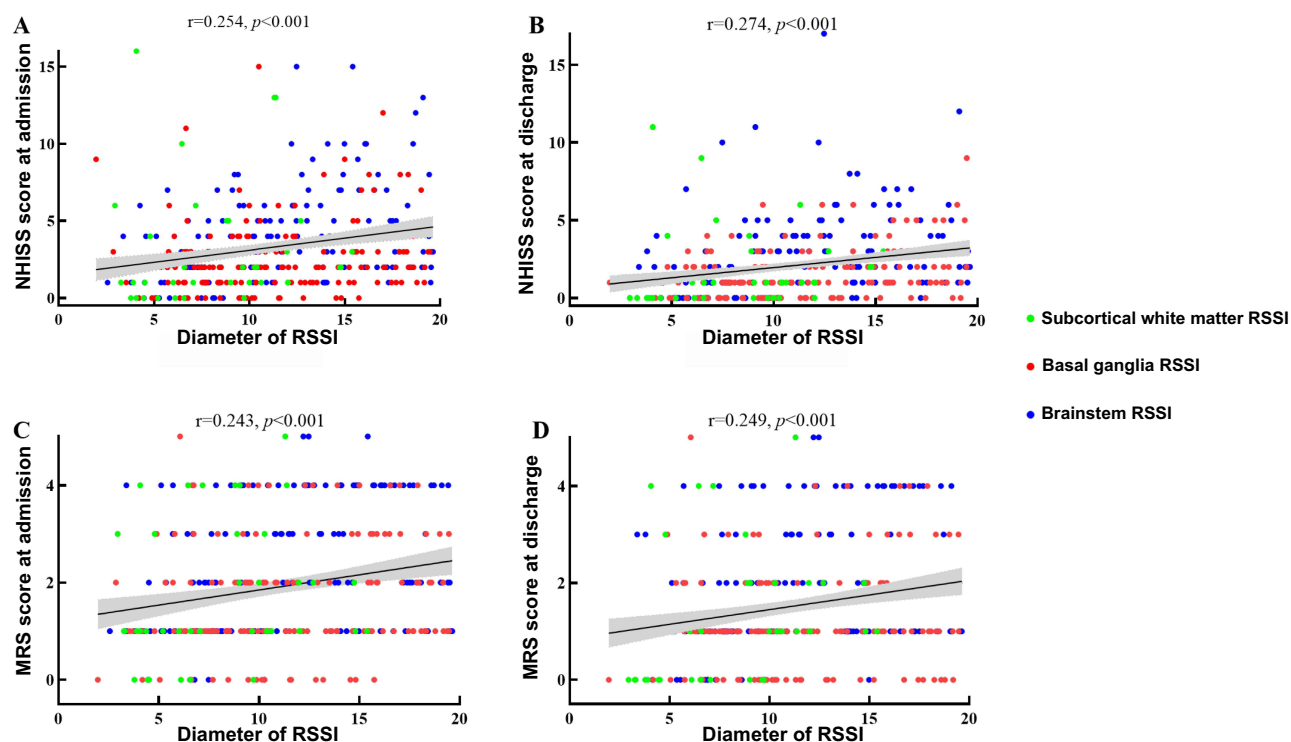 A
r=0.254, p<0.001
NHISS score at admission
15
10
5
0
0 5 10 15 20
Diameter of RSSI
B
r=0.274, p<0.001
NHISS score at discharge
15
10
5
0
0 5 10 15 20
Diameter of RSSI
Subcortical white matter RSSI
Basal ganglia RSSI
Brainstem RSSI
C
r=0.243, p<0.001
MRS score at admission
4
2
0
0 5 10 15 20
Diameter of RSSI
D
r=0.249, p<0.001
MRS score at discharge
4
2
0
0 5 10 15 20
Diameter of RSSI